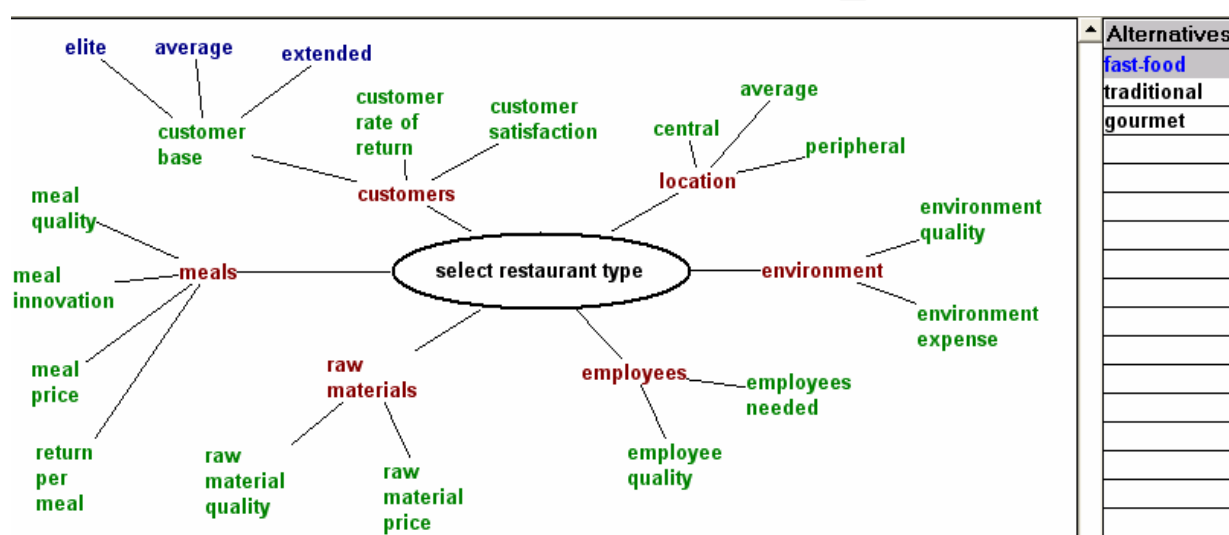 elite
average
extended
customer
base
customer
rate of
return
customer
satisfaction
customers
average
central
peripheral
location
meal
quality
meal
innovation
meals
meal
price
return
per
meal
select restaurant type
environment
quality
environment
environment
expense
raw
materials
raw
material
quality
raw
material
price
employees
employees
needed
employee
quality
Alternatives
fast-food
traditional
gourmet